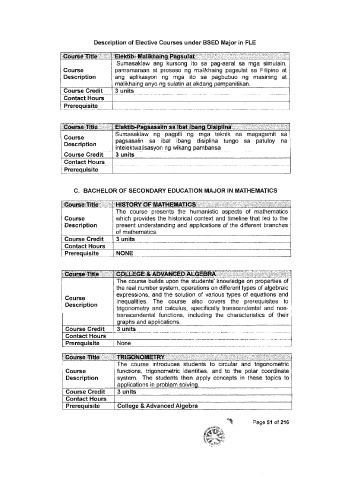 Description of Elective Courses under BSED Major in FLE
Course Title Elektib- Malikhaing Pagsulat
Course Description Sumasaklaw ang kursong ito sa pag-aaral sa mga simulain,
pamamaraan at proseso ng malikhaing pagsulat sa Filipino at
ang aplikasyon ng mga ito sa pagbubuo ng masining at
malikhaing anyo ng sulatin at akdang pampanitikan.
Course Credit 3 units
Contact Hours
Prerequisite
Course Title Elektib-Pagsasalin sa Ibat Ibang Disiplina
Course Description Sumasaklaw ng pagpili ng mga teknik na magagamit sa
pagsasalin sa ibat ibang disiplina tungo sa patuloy na
intelektwalisasyon ng wikang pambansa
Course Credit 3 units
Contact Hours
Prerequisite
C. BACHELOR OF SECONDARY EDUCATION MAJOR IN MATHEMATICS
Course Title HISTORY OF MATHEMATICS
Course Description The course presents the humanistic aspects of mathematics
which provides the historical context and timeline that led to the
present understanding and applications of the different branches
of mathematics.
Course Credit 3 units
Contact Hours
Prerequisite NONE
Course Title COLLEGE & ADVANCED ALGEBRA
Course Description The course builds upon the students' knowledge on properties of
the real number system, operations on different types of algebraic
expressions, and the solution of various types of equations and
inequalities. The course also covers the prerequisites to
trigonometry and calculus, specifically transcendental and non-
transcendental functions, including the characteristics of their
graphs and applications.
Course Credit 3 units
Contact Hours
Prerequisite None
Course Title TRIGONOMETRY
Course Description The course introduces students to circular and trigonometric
functions, trigonometric identities, and to the polar coordinate
system. The students then apply concepts in these topics to
applications in problem solving.
Course Credit 3 units
Contact Hours
Prerequisite College & Advanced Algebra
Page 51 of 216